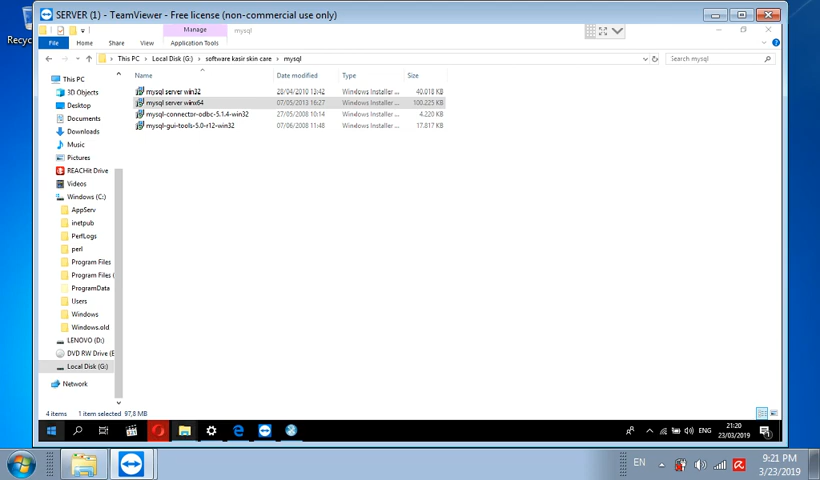 Recyc
SERVER (1) - TeamViewer - Free license (non-commercial use only)
Manage
mysql
File
Home
Share
View
Application Tools
This PC
Local Disk (G:)
software kasir skin care
mysql
Search mysql
Name
Date modified
Type
Size
mysql server win32 28/04/2010 13:42 Windows Installer ... 40.018 KB
mysql server winx64 07/05/2013 16:27 Windows Installer ... 100.225 KB
mysql-connector-odbc-5.1.4-win32 27/05/2008 10:14 Windows Installer ... 4.220 KB
mysql-gui-tools-5.0-r12-win32 07/06/2008 11:48 Windows Installer ... 17.817 KB
This PC
3D Objects
Desktop
Documents
Downloads
Music
Pictures
REACHit Drive
Videos
Windows (C:)
AppServ
inetpub
PerfLogs
perl
Program Files
Program Files (
ProgramData
Users
Windows
Windows.old
LENOVO (D:)
DVD RW Drive (E
Local Disk (G:)
Network
4 items
1 item selected 97,8 MB
ENG
21:20
23/03/2019
EN
9:21 PM
3/23/2019